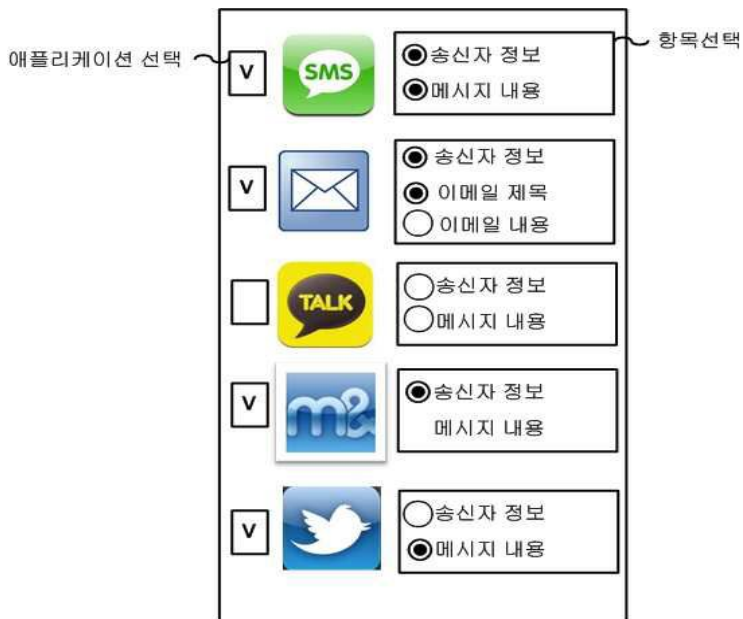 애플리케이션 선택
항목선택
V
SMS
송신자 정보
메시지 내용
V
송신자 정보
이메일 제목
이메일 내용
TALK
송신자 정보
메시지 내용
V
m&
송신자 정보
메시지 내용
V
송신자 정보
메시지 내용